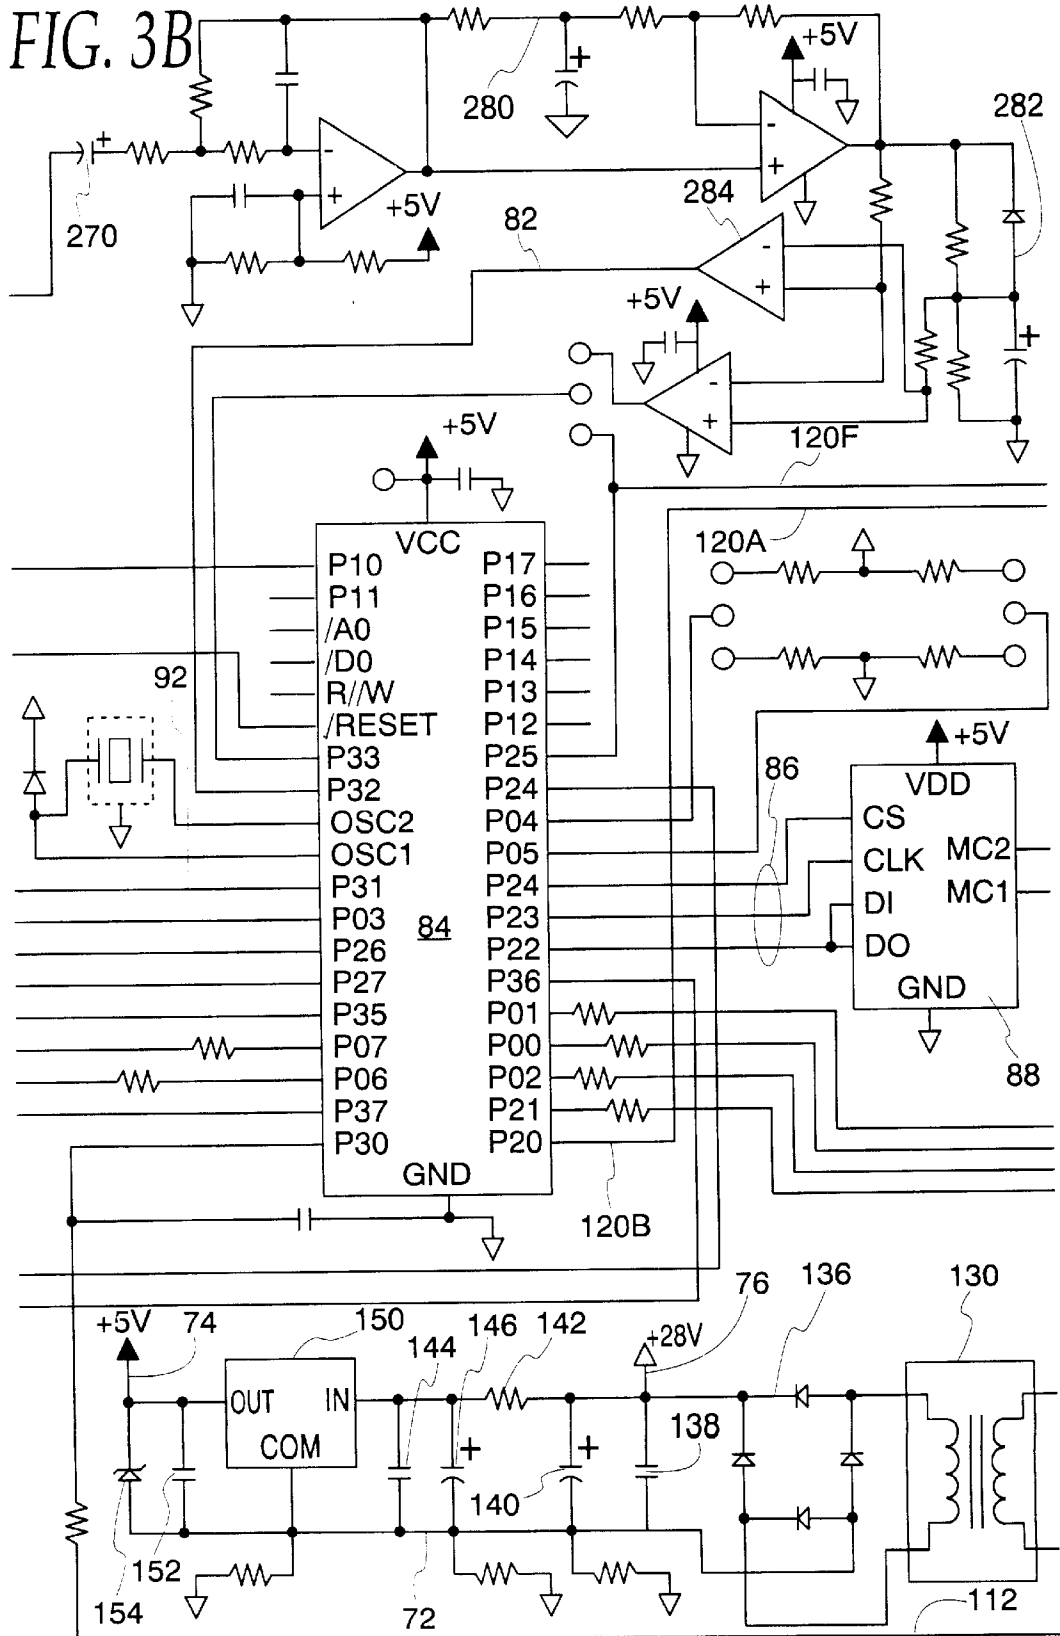 FIG. 3B
+5V
+
+
280
282
-
+
-
+
+5V
270
82
284
-
+
+5V
+
-
+
120F
+5V
120A
VCC
P10
P11
/A0
/D0
R//W
/RESET
P33
P32
OSC2
OSC1
P31
P03
P26
P27
P35
P07
P06
P37
P30
GND
84
P17
P16
P15
P14
P13
P12
P25
P24
P04
P05
P24
P23
P22
P36
P01
P00
P02
P21
P20
92
86
+5V
VDD
CS
CLK
DI
DO
MC2
MC1
GND
88
120B
+5V
74
150
144
146
142
+28V
76
136
130
OUT
IN
COM
+
+
138
140
152
154
72
112